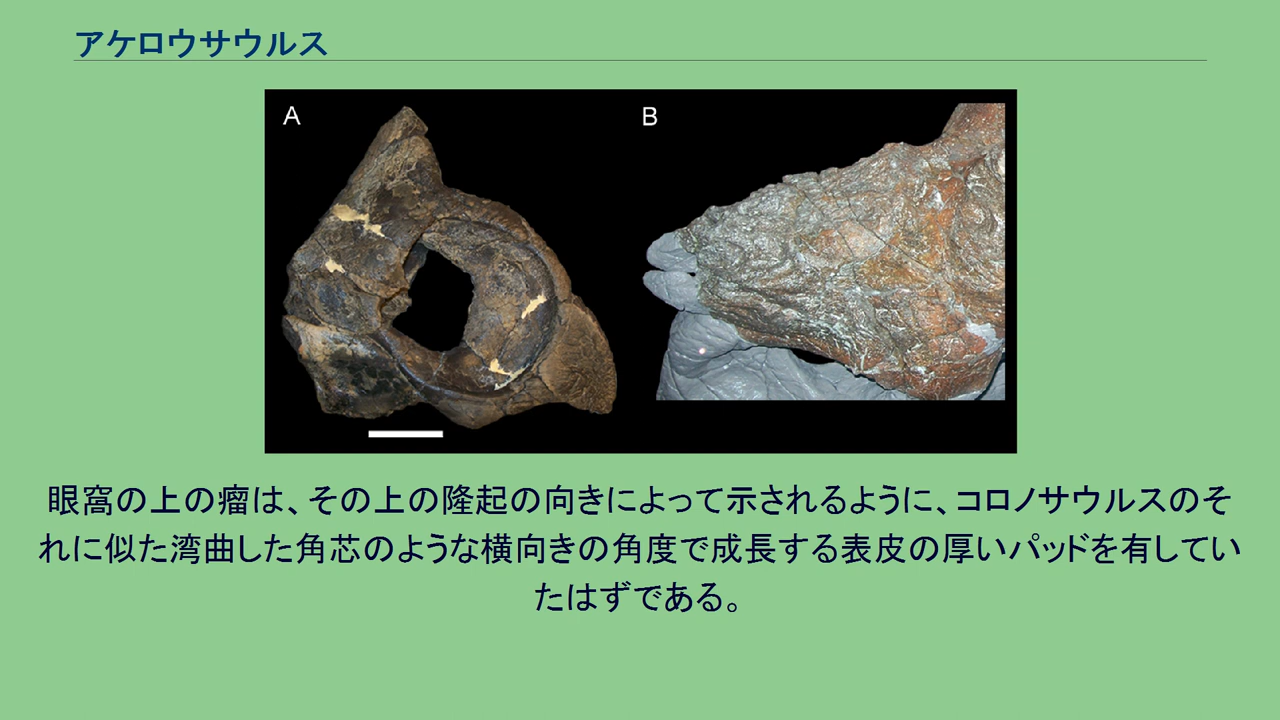 アケロウサウルス
A
B
眼窩の上の瘤は、その上の隆起の向きによって示されるように、コロノサウルスのそ
れに似た湾曲した角芯のような横向きの角度で成長する表皮の厚いパッドを有してい
たはずである。